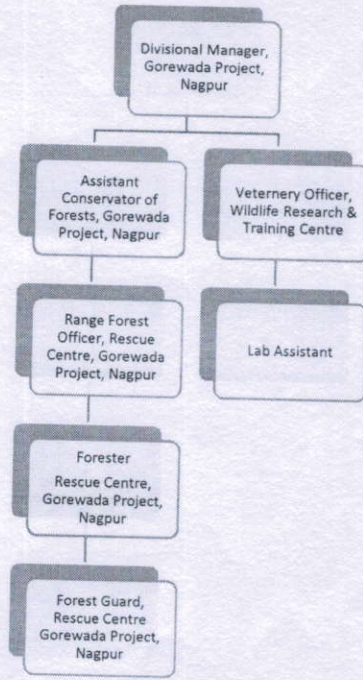 Divisional Manager,
Gorewada Project,
Nagpur
Assistant
Conservator of
Forests, Gorewada
Project, Nagpur
Veternery Officer,
Wildlife Research &
Training Centre
Range Forest
Officer, Rescue
Centre, Gorewada
Project, Nagpur
Lab Assistant
Forester
Rescue Centre,
Gorewada Project,
Nagpur
Forest Guard,
Rescue Centre
Gorewada Project,
Nagpur